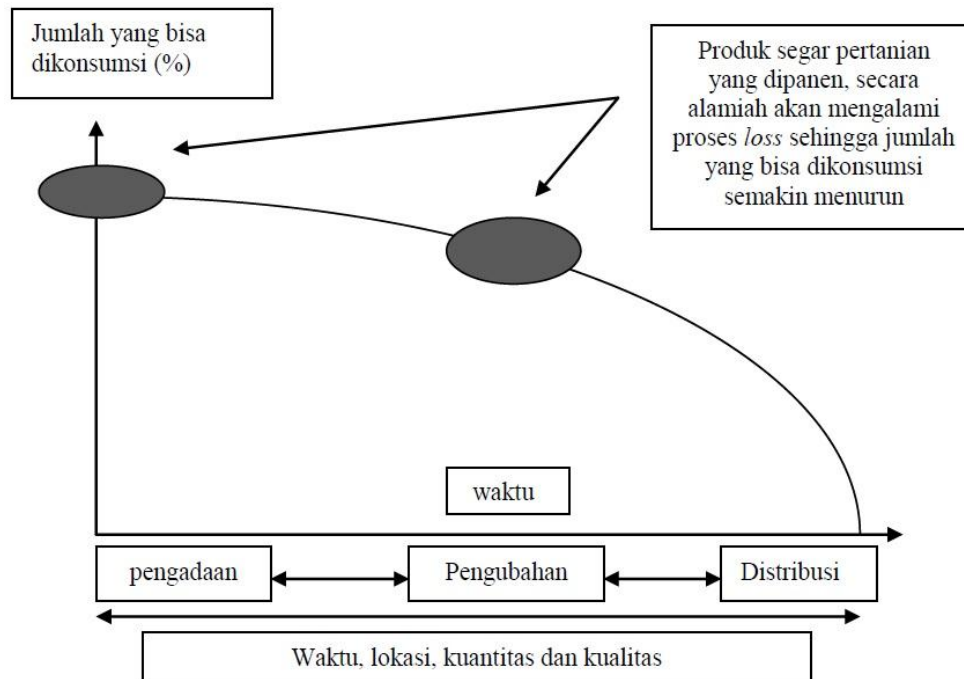 Jumlah yang bisa
dikonsumsi (%)
Produk segar pertanian
yang dipanen, secara
alamiah akan mengalami
proses loss sehingga jumlah
yang bisa dikonsumsi
semakin menurun
waktu
pengadaan
Pengubahan
Distribusi
Waktu, lokasi, kuantitas dan kualitas